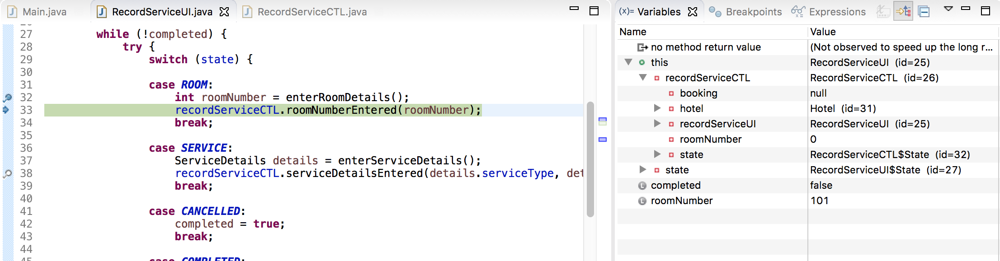 Main.java RecordServiceUI.java RecordServiceCTL.java
27 while (!completed) {
28 try {
29 switch (state) {
30
31 case ROOM:
32 int roomNumber = enterRoomDetails();
33 recordServiceCTL.roomNumberEntered(roomNumber);
34 break;
35
36 case SERVICE:
37 ServiceDetails details = enterServiceDetails();
38 recordServiceCTL.serviceDetailsEntered(details.serviceType, det
39 break;
40
41 case CANCELLED:
42 completed = true;
43 break;
44
45 case COMPLETED:
(x)= Variables Breakpoints Expressions
Name Value
no method return value (Not observed to speed up the long r...
this RecordServiceUI (id=25)
recordServiceCTL RecordServiceCTL (id=26)
booking null
hotel Hotel (id=31)
recordServiceUI RecordServiceUI (id=25)
roomNumber 0
state RecordServiceCTL$State (id=32)
state RecordServiceUI$State (id=27)
completed false
roomNumber 101